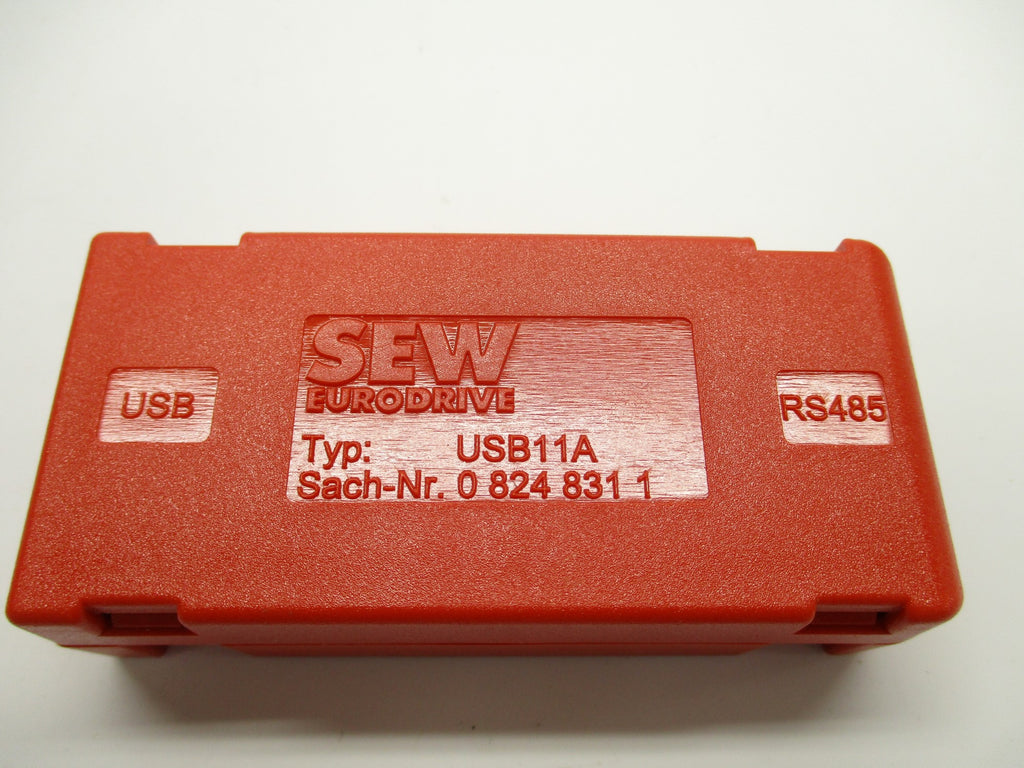 SEW
EURODRIVE
USB
RS485
Typ: USB11A
Sach-Nr. 0 824 831 1